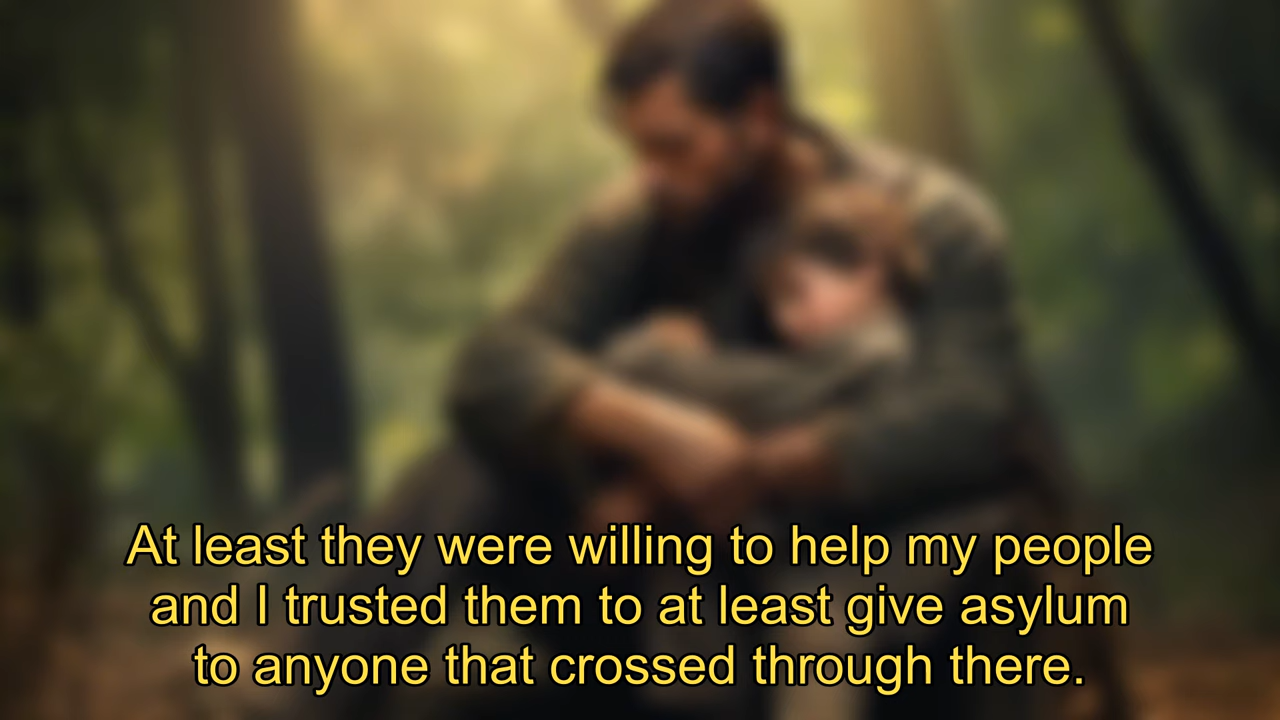 At least they were willing to help my people
and I trusted them to at least give asylum
to anyone that crossed through there.